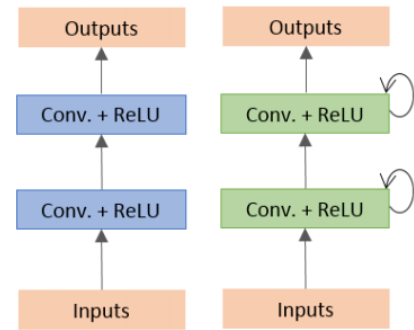 Outputs
Conv. + ReLU
Conv. + ReLU
Inputs
Outputs
Conv. + ReLU
Conv. + ReLU
Inputs